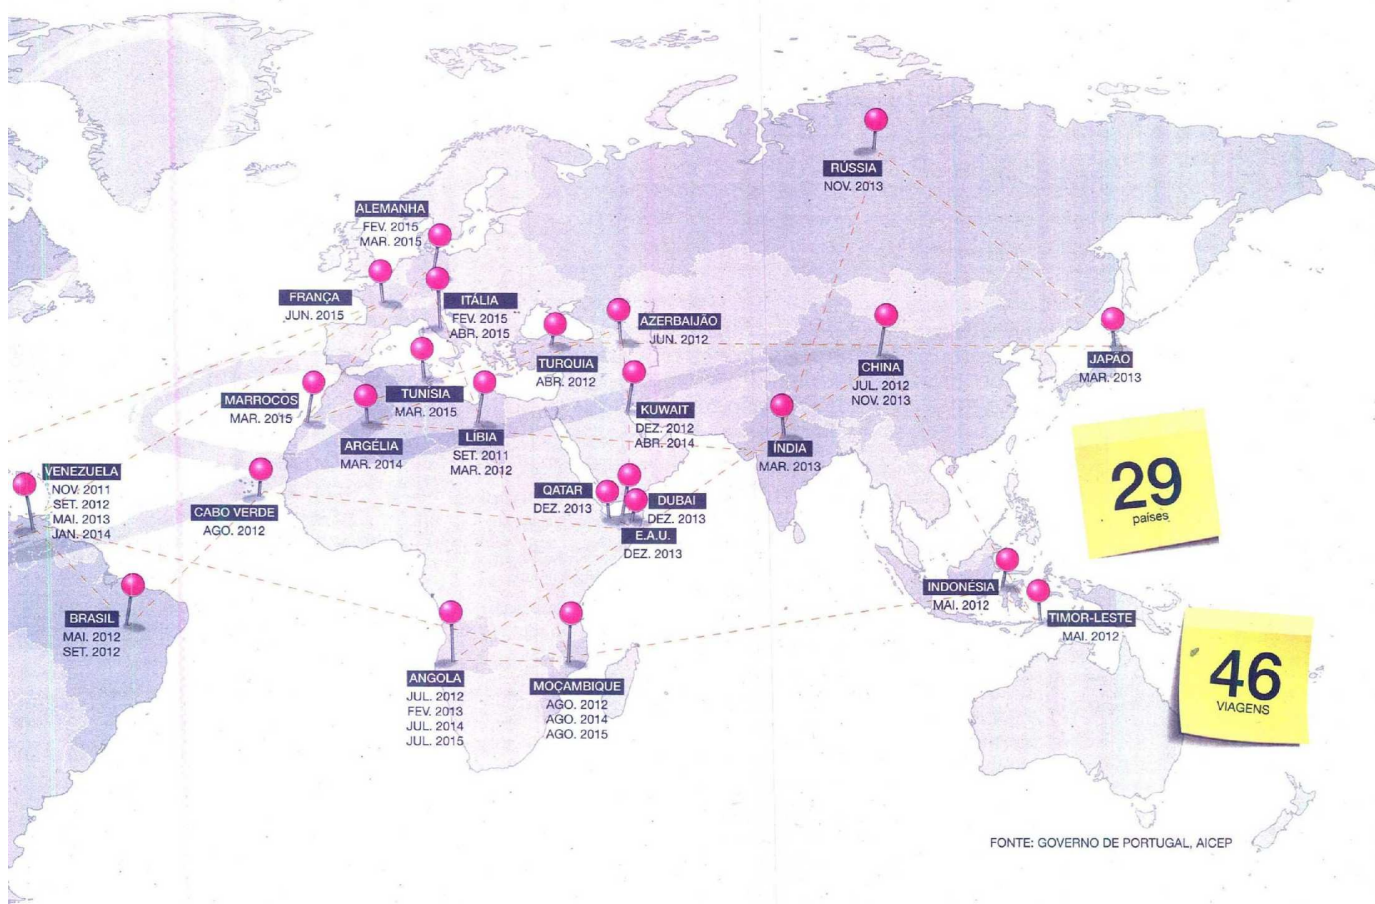 RÚSSIA
NOV. 2013
ALEMANHA
FEV. 2015
MAR. 2015
FRANÇA
JUN. 2015
ITÁLIA
FEV. 2015
ABR. 2015
AZERBAIJÃO
JUN. 2012
TURQUIA
ABR. 2012
CHINA
JUL. 2012
NOV. 2013
JAPÃO
MAR. 2013
MARROCOS
MAR. 2015
TUNÍSIA
MAR. 2015
ARGÉLIA
MAR. 2014
LÍBIA
SET. 2011
MAR. 2012
KUWAIT
DEZ. 2012
ABR. 2014
ÍNDIA
MAR. 2013
VENEZUELA
NOV. 2011
SET. 2012
MAI. 2013
JAN. 2014
CABO VERDE
AGO. 2012
QATAR
DEZ. 2013
DUBAI
DEZ. 2013
E.A.U.
DEZ. 2013
29
países
BRASIL
MAI. 2012
SET. 2012
INDONÉSIA
MAI. 2012
TIMOR-LESTE
MAI. 2012
ANGOLA
JUL. 2012
FEV. 2013
JUL. 2014
JUL. 2015
MOÇAMBIQUE
AGO. 2012
AGO. 2014
AGO. 2015
46
VIAGENS
FONTE: GOVERNO DE PORTUGAL, AICEP